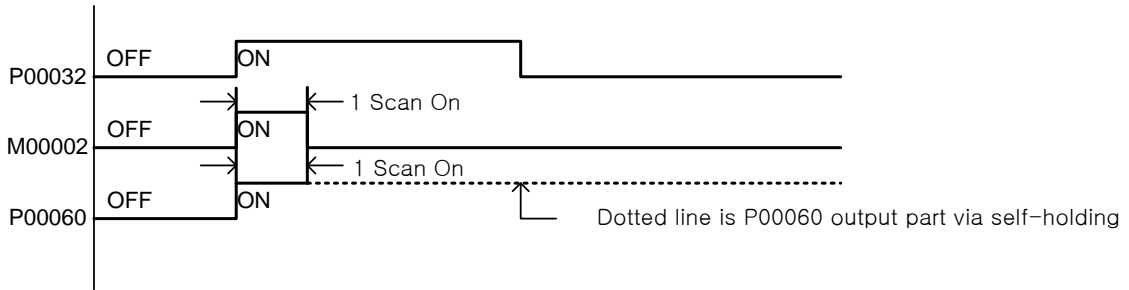 OFF
ON
P00032
1 Scan On
OFF
ON
M00002
1 Scan On
OFF
ON
P00060
Dotted line is P00060 output part via self-holding